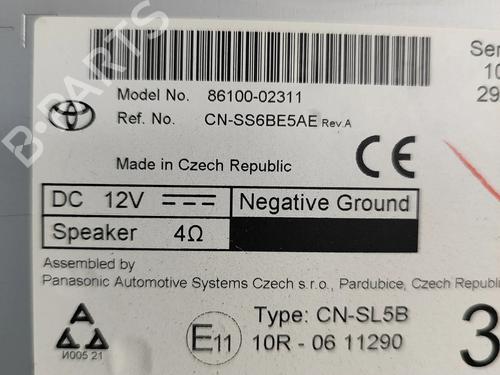 B-PARTS
Model No. 86100-02311
Ref. No. CN-SS6BE5AE Rev.A
Made in Czech Republic
CE
DC 12V
Negative Ground
Speaker 4Ω
Assembled by
Panasonic Automotive Systems Czech s.r.o., Pardubice, Czech Republi
Type: CN-SL5B
E11
10R - 06 11290
И005 21
3
Seri
10
29